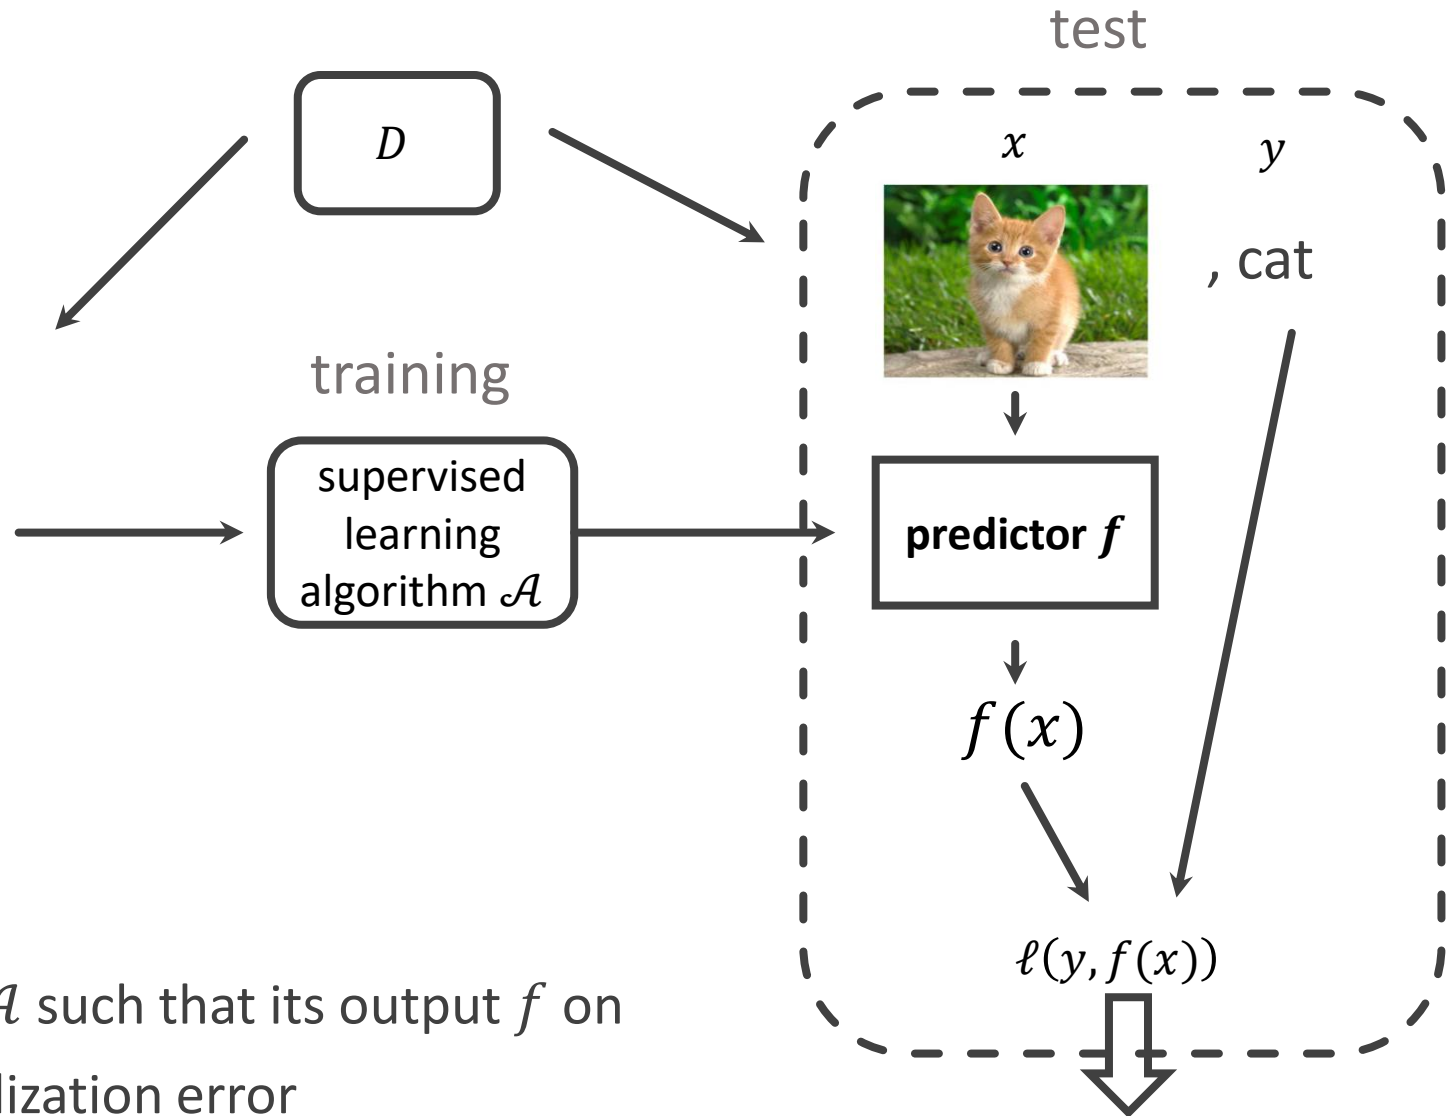 test
D
x
y
, cat
training
supervised
learning
algorithm 𝒜
predictor f
f(x)
ℓ(y, f(x))
𝒜 such that its output f on
lization error